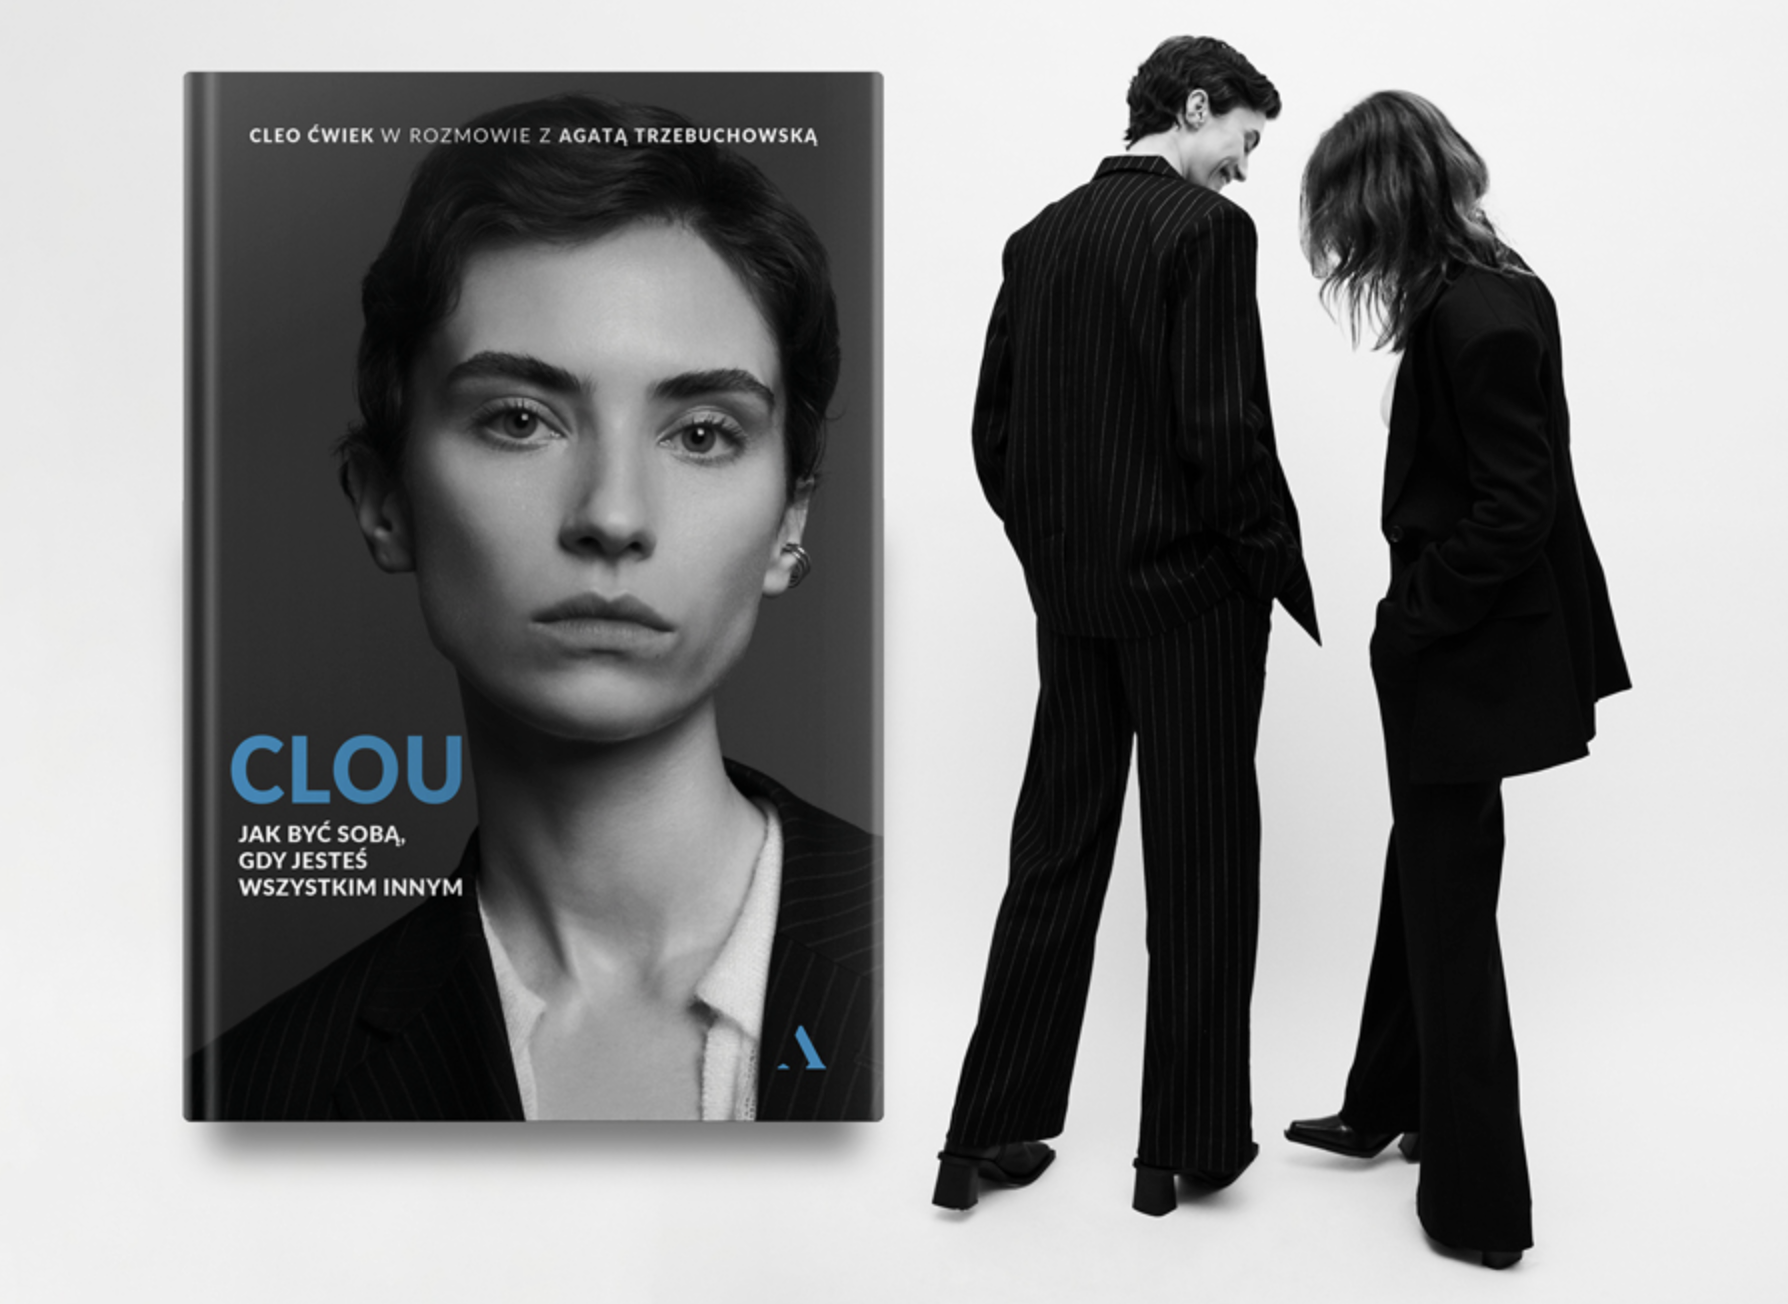 CLEO ĆWIEK W ROZMOWIE Z AGATĄ TRZEBUCHOWSKĄ
CLOU
JAK BYĆ SOBĄ,
GDY JESTEŚ
WSZYSTKIM INNYM